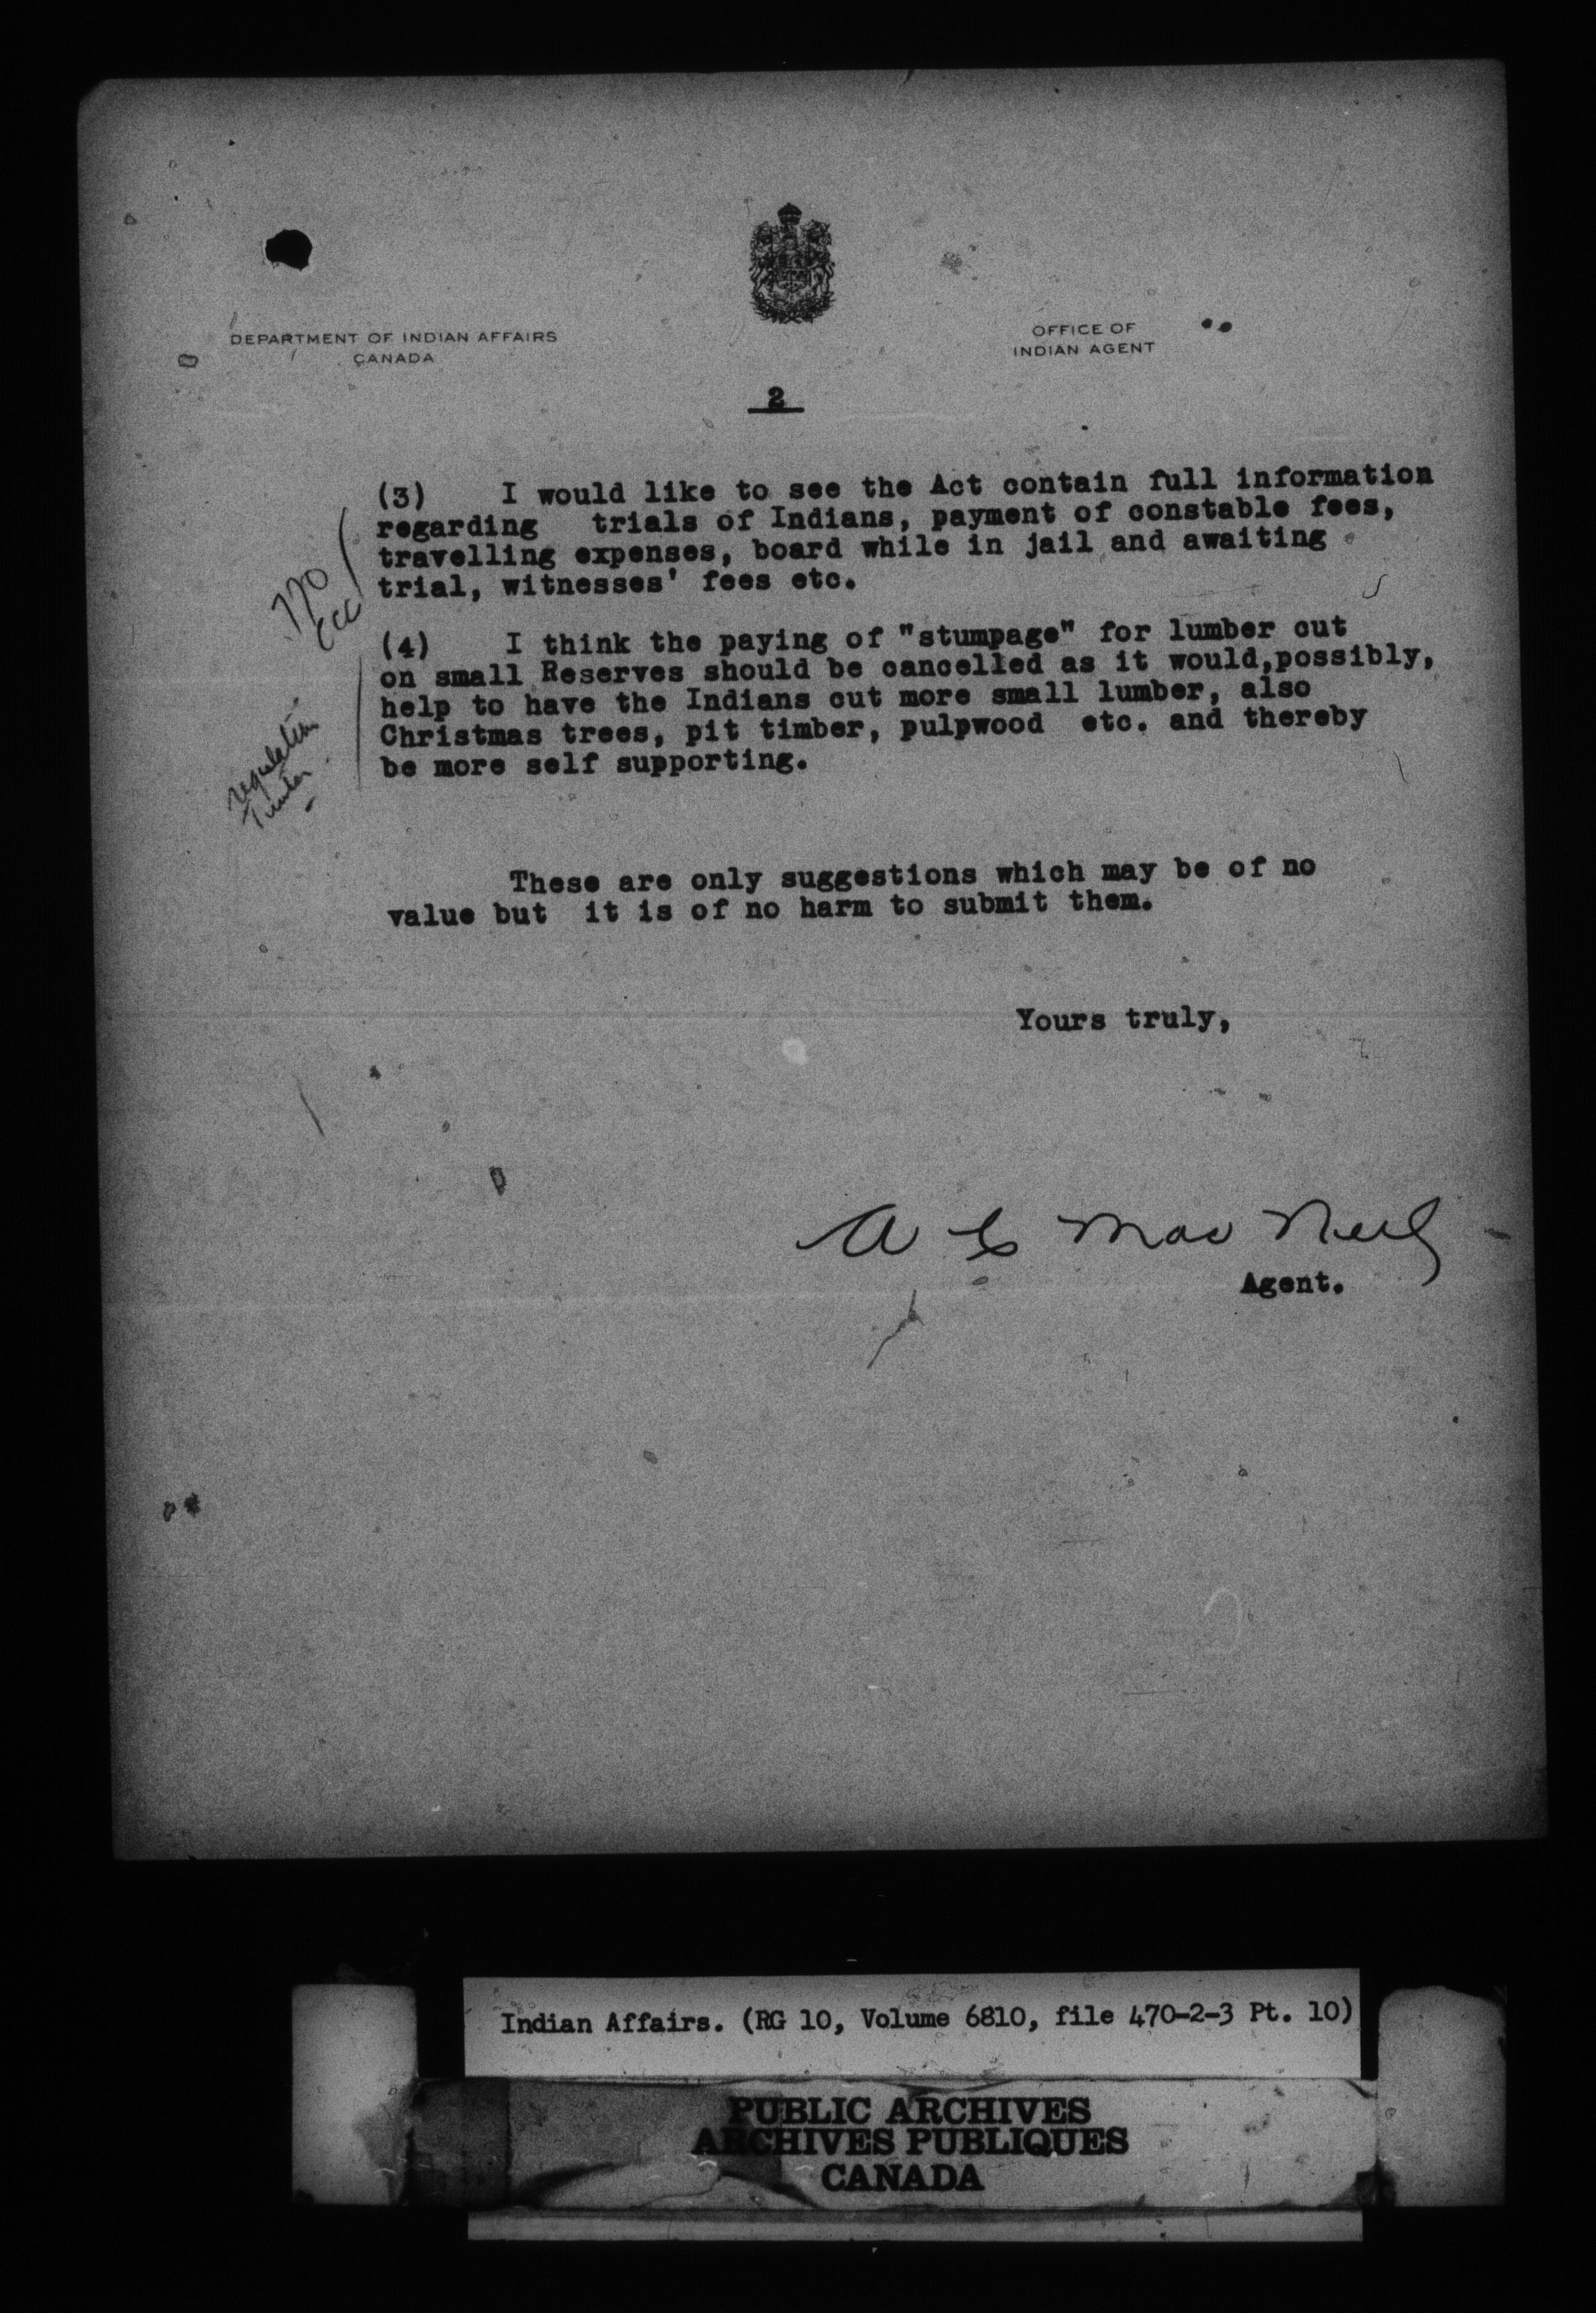 DEPARTMENT OF INDIAN AFFAIRS
CANADA
OFFICE OF
INDIAN AGENT
2
(3) I would like to see the Act contain full information
regarding trials of Indians, payment of constable fees,
travelling expenses, board while in jail and awaiting
trial, witnesses' fees etc.
(4) I think the paying of "stumpage" for lumber cut
on small Reserves should be cancelled as it would,possibly,
help to have the Indians cut more small lumber, also
Christmas trees, pit timber, pulpwood etc. and thereby
be more self supporting.
regulation
Timber
These are only suggestions which may be of no
value but it is of no harm to submit them.
Yours truly,
Mac Neil
Agent.
Indian Affairs. (RG 10, Volume 6810, file 470-2-3 Pt. 10)
PUBLIC ARCHIVES
ARCHIVES PUBLIQUES
CANADA